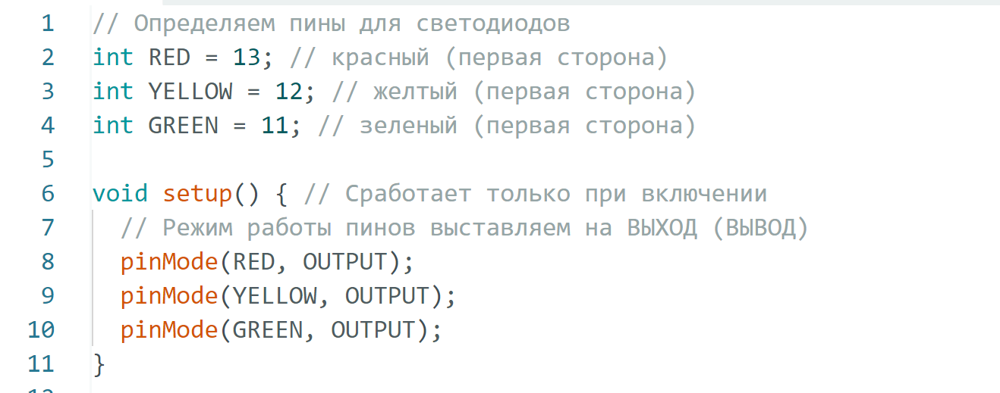 1 // Определяем пины для светодиодов
2 int RED = 13; // красный (первая сторона)
3 int YELLOW = 12; // желтый (первая сторона)
4 int GREEN = 11; // зеленый (первая сторона)
5
6 void setup() { // Сработает только при включении
7 // Режим работы пинов выставляем на ВЫХОД (ВЫВОД)
8 pinMode(RED, OUTPUT);
9 pinMode(YELLOW, OUTPUT);
10 pinMode(GREEN, OUTPUT);
11 }